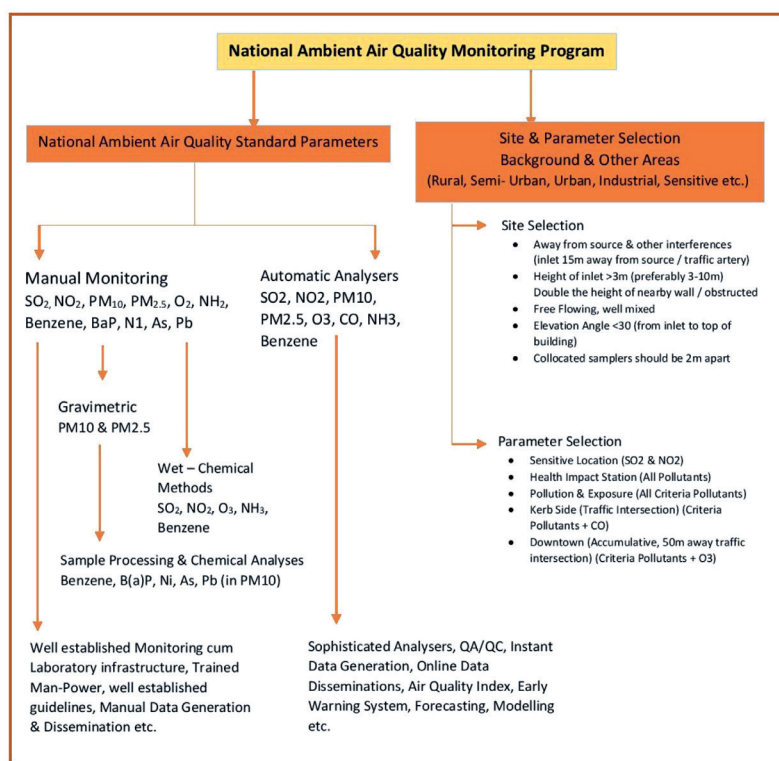 National Ambient Air Quality Monitoring Program
National Ambient Air Quality Standard Parameters
Site & Parameter Selection
Background & Other Areas
(Rural, Semi- Urban, Urban, Industrial, Sensitive etc.)
Manual Monitoring
SO₂, NO₂, PM₁₀, PM₂.₅, O₂, NH₂,
Benzene, BaP, N1, As, Pb
Automatic Analysers
SO2, NO2, PM10,
PM2.5, O3, CO, NH3,
Benzene
Gravimetric
PM10 & PM2.5
Wet – Chemical
Methods
SO₂, NO₂, O₃, NH₃,
Benzene
Sample Processing & Chemical Analyses
Benzene, B(a)P, Ni, As, Pb (in PM10)
Well established Monitoring cum
Laboratory infrastructure, Trained
Man-Power, well established
guidelines, Manual Data Generation
& Dissemination etc.
Sophisticated Analysers, QA/QC, Instant
Data Generation, Online Data
Disseminations, Air Quality Index, Early
Warning System, Forecasting, Modelling
etc.
Site Selection
• Away from source & other interferences
(inlet 15m away from source / traffic artery)
• Height of inlet >3m (preferably 3-10m)
Double the height of nearby wall / obstructed
• Free Flowing, well mixed
• Elevation Angle <30 (from inlet to top of
building)
• Collocated samplers should be 2m apart
Parameter Selection
• Sensitive Location (SO2 & NO2)
• Health Impact Station (All Pollutants)
• Pollution & Exposure (All Criteria Pollutants)
• Kerb Side (Traffic Intersection) (Criteria
Pollutants + CO)
• Downtown (Accumulative, 50m away traffic
intersection) (Criteria Pollutants + O3)